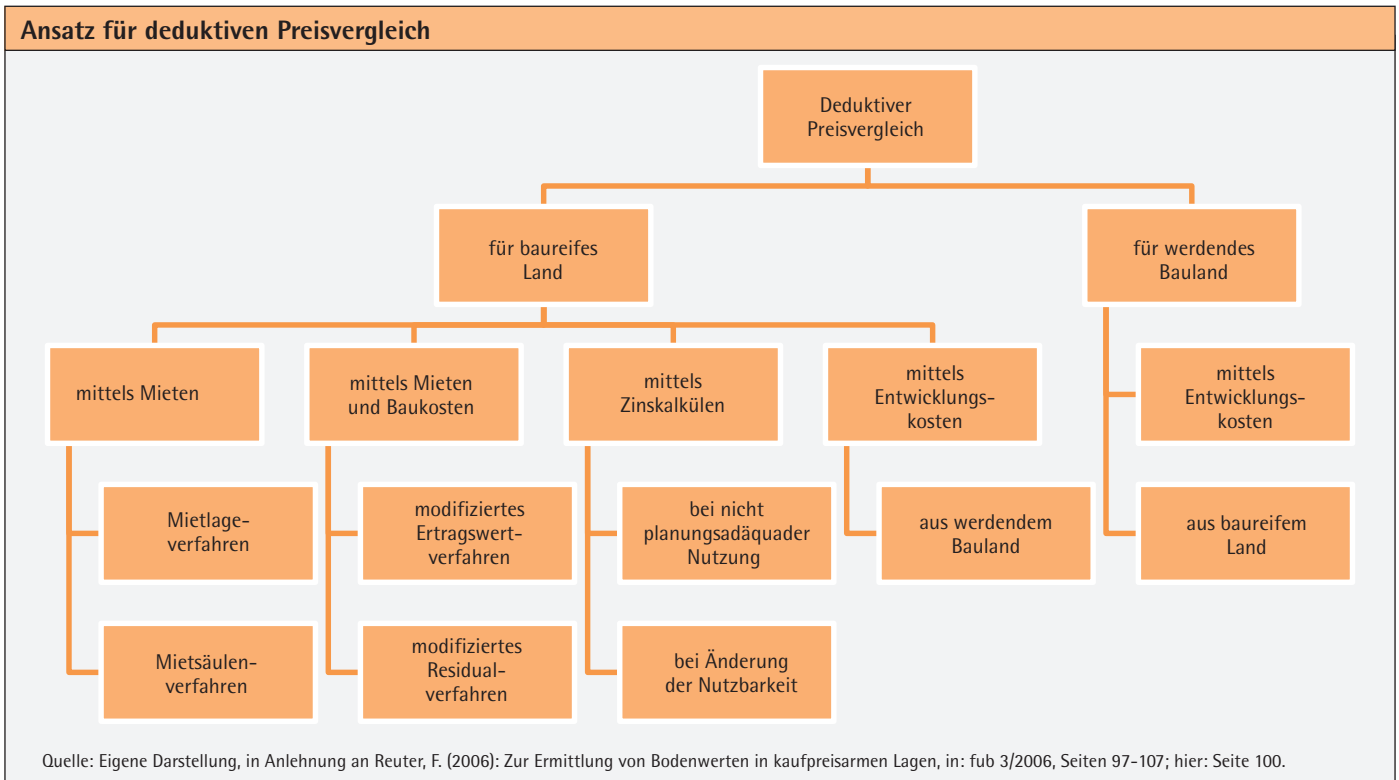 Ansatz für deduktiven Preisvergleich
Deduktiver
Preisvergleich
für baureifes
Land
für werdendes
Bauland
mittels Mieten
mittels Mieten
und Baukosten
mittels
Zinskalkülen
mittels
Entwicklungs-
kosten
mittels
Entwicklungs-
kosten
Mietlage-
verfahren
modifiziertes
Ertragswert-
verfahren
bei nicht
planungsadäquader
Nutzung
aus werdendem
Bauland
aus baureifem
Land
Mietsäulen-
verfahren
modifiziertes
Residual-
verfahren
bei Änderung
der Nutzbarkeit
Quelle: Eigene Darstellung, in Anlehnung an Reuter, F. (2006): Zur Ermittlung von Bodenwerten in kaufpreisarmen Lagen, in: fub 3/2006, Seiten 97-107; hier: Seite 100.